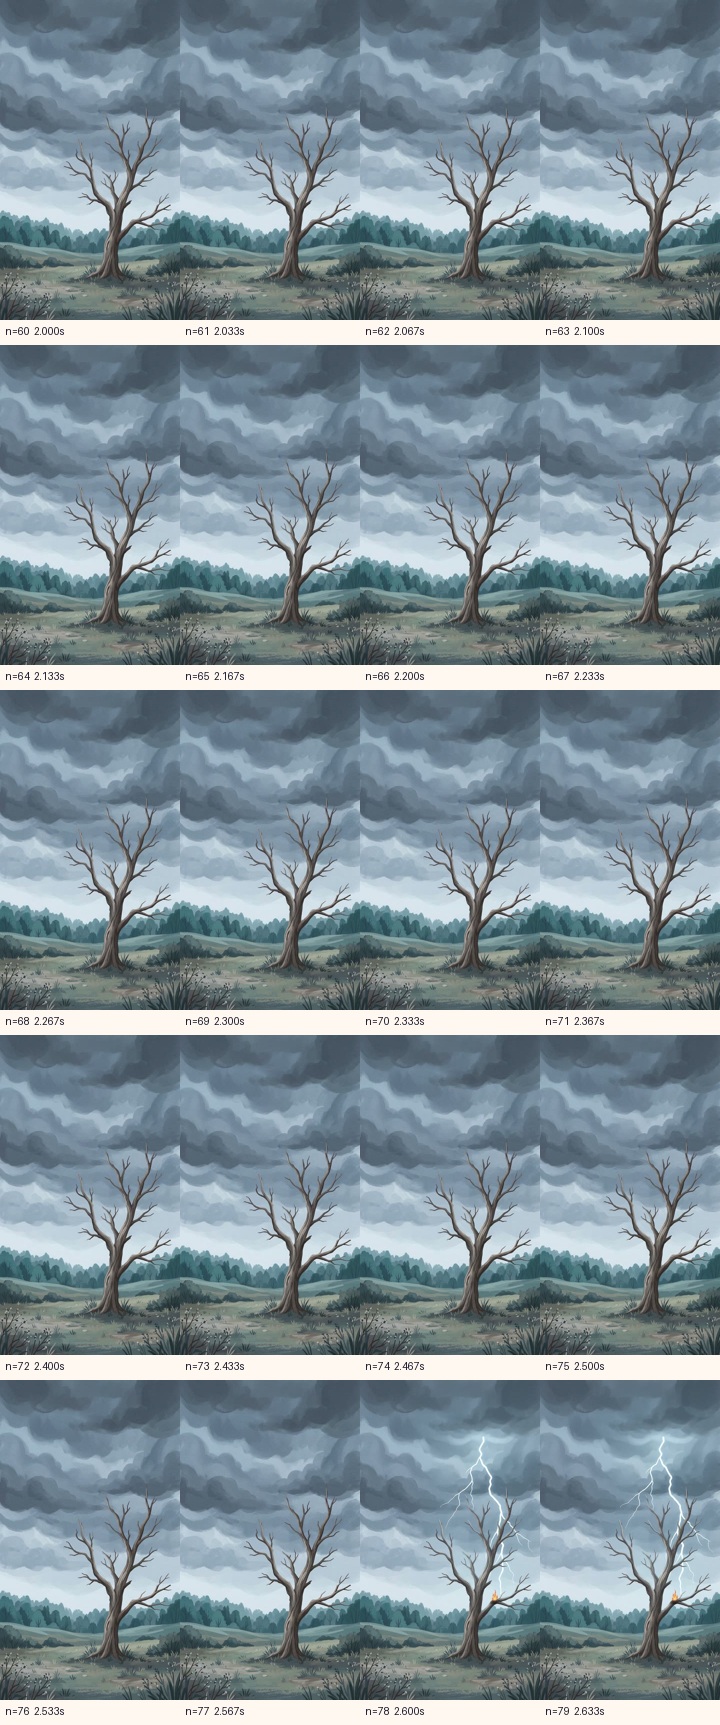 n=60 2.000s n=61 2.033s n=62 2.067s n=63 2.100s
n=64 2.133s n=65 2.167s n=66 2.200s n=67 2.233s
n=68 2.267s n=69 2.300s n=70 2.333s n=71 2.367s
n=72 2.400s n=73 2.433s n=74 2.467s n=75 2.500s
n=76 2.533s n=77 2.567s n=78 2.600s n=79 2.633s